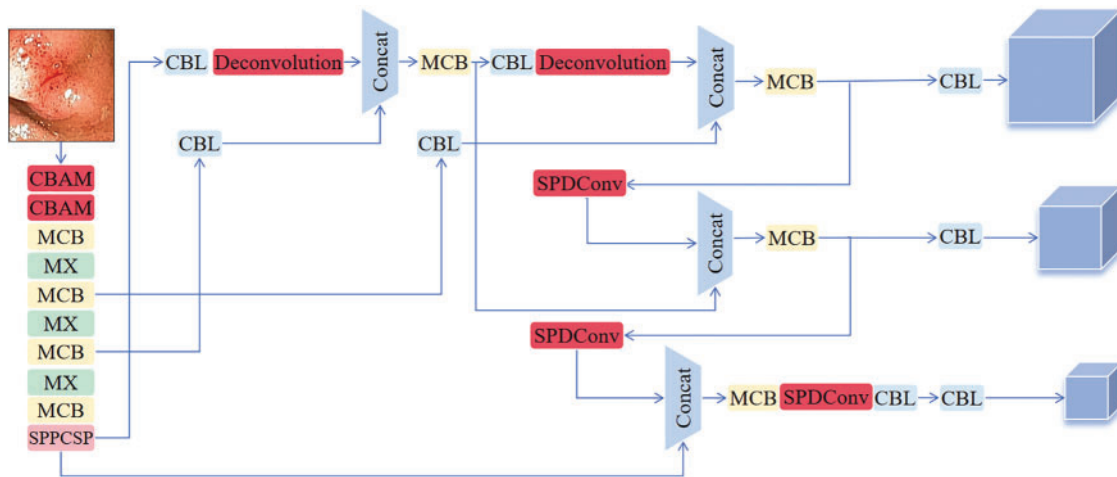 CBL Deconvolution Concat MCB CBL Deconvolution Concat MCB CBL
CBL CBL
CBAM
CBAM
MCB
MX
MCB
MX
MCB
MX
MCB
SPPCSP
SPDConv
Concat MCB CBL
SPDConv
Concat MCB SPDConv CBL CBL